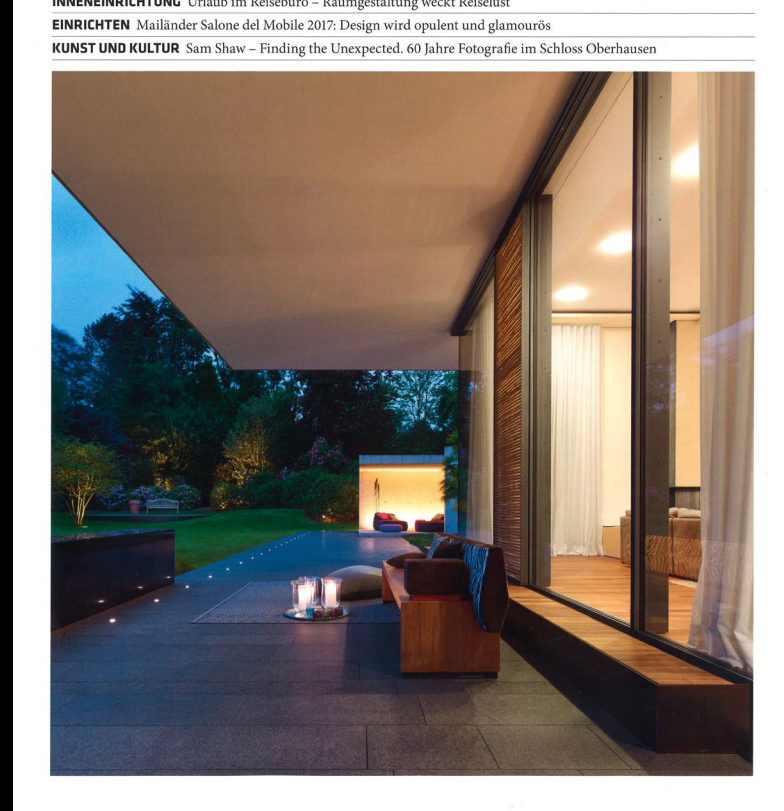 INNENEINRICHTUNG Urlaub im Reisebüro – Raumgestaltung weckt Reiselust
EINRICHTEN Mailänder Salone del Mobile 2017: Design wird opulent und glamourös
KUNST UND KULTUR Sam Shaw – Finding the Unexpected. 60 Jahre Fotografie im Schloss Oberhausen